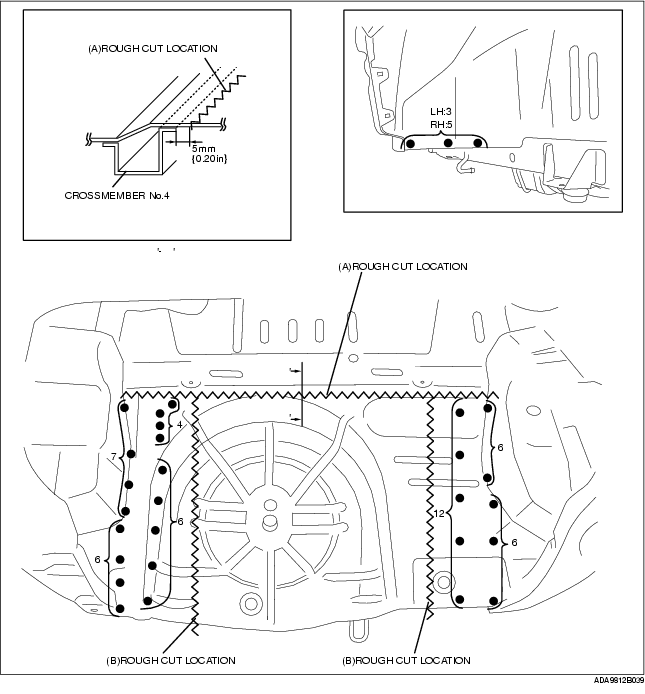 (A)ROUGH CUT LOCATION
5mm
{0.20in}
CROSSMEMBER No.4
LH:3
RH:5
(A)ROUGH CUT LOCATION
4
7
6
6
6
12
6
(B)ROUGH CUT LOCATION
(B)ROUGH CUT LOCATION
ADA9812B039